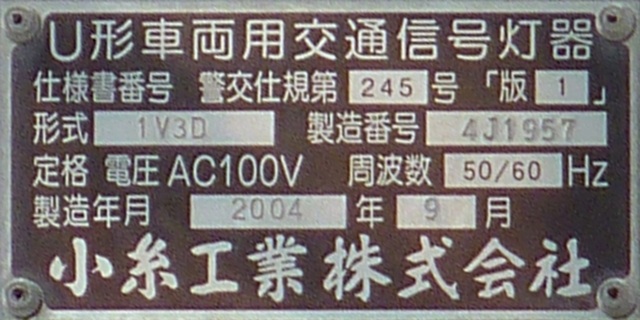 U形車両用交通信号灯器
仕様書番号 警交仕規第 245 号 「版 1 」
形式 1V3D 製造番号 4J1957
定格 電圧 AC100V 周波数 50/60 Hz
製造年月 2004 年 9 月
小糸工業株式会社